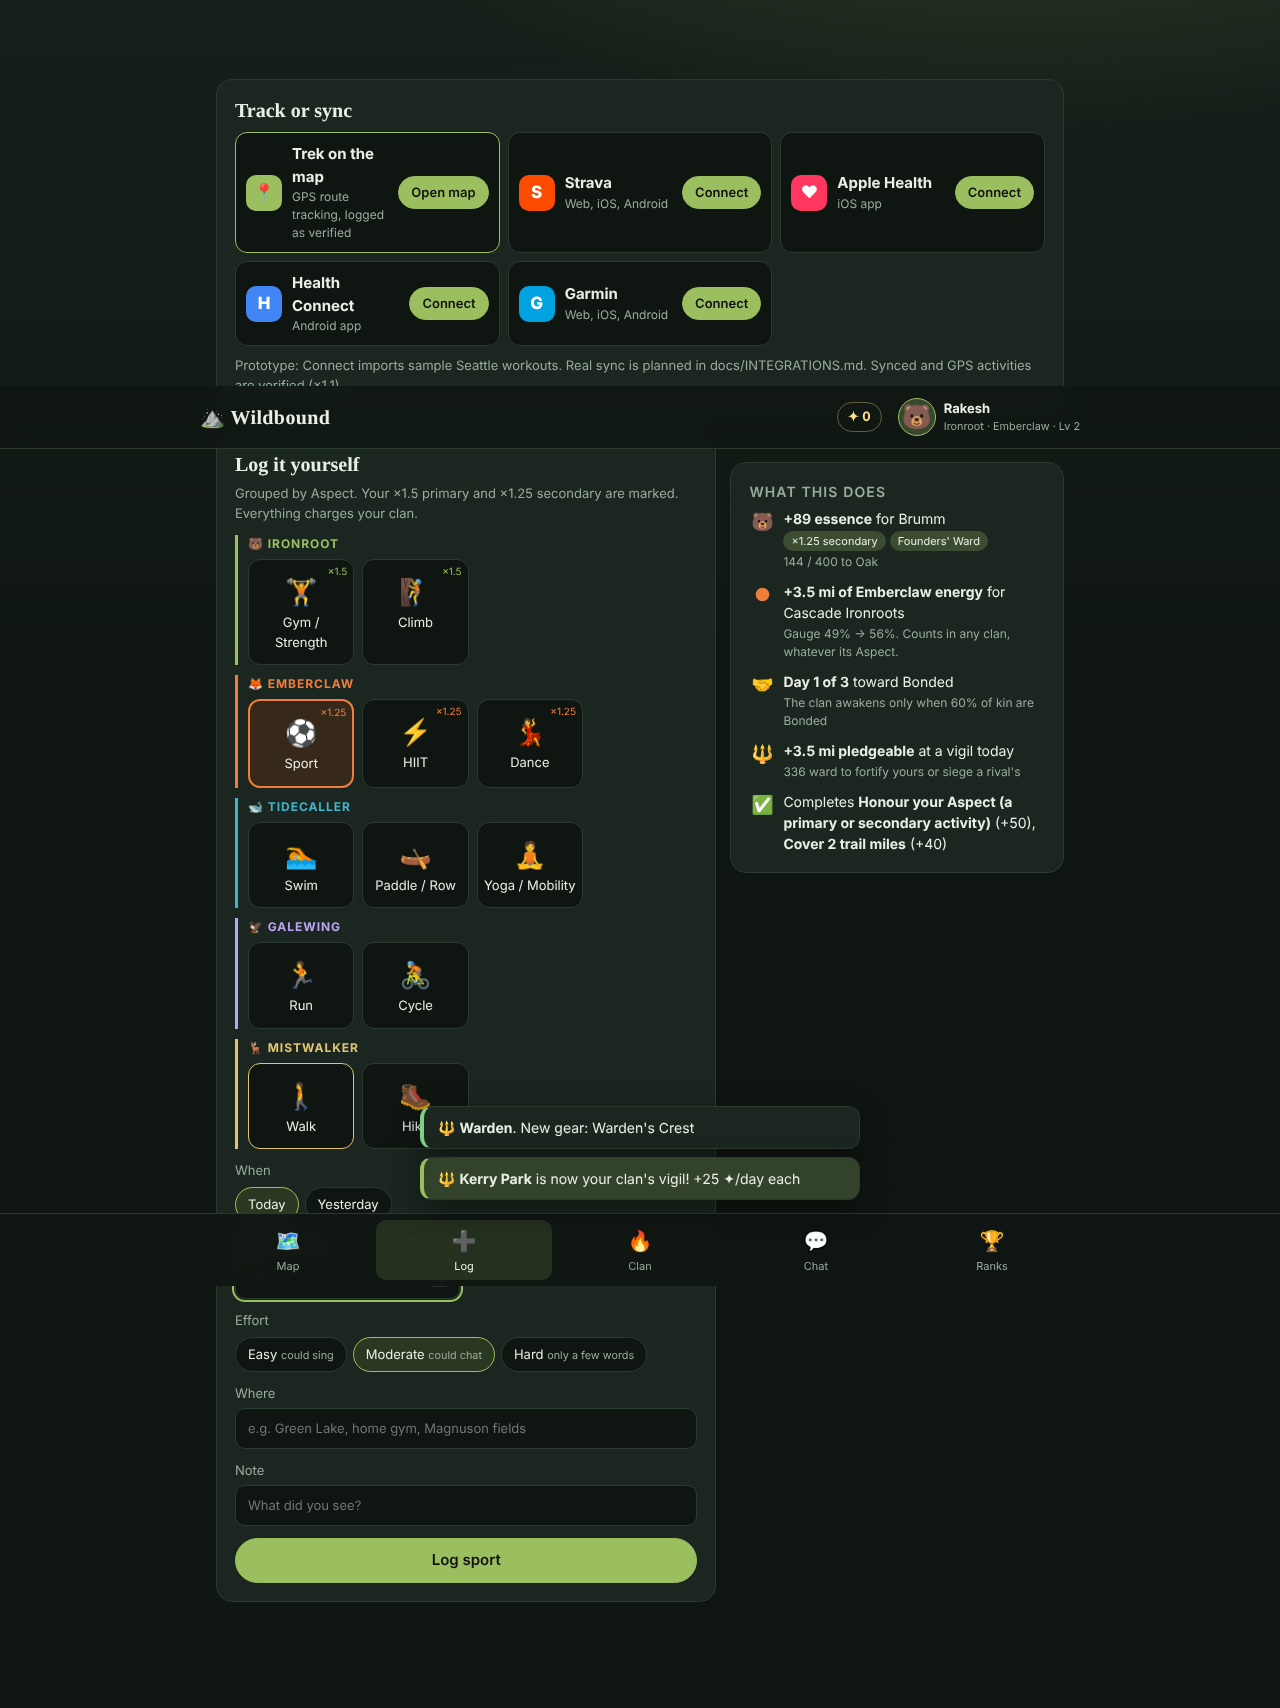 Track or sync
Trek on the map
GPS route tracking, logged as verified
Open map
S
Strava
Web, iOS, Android
Connect
Apple Health
iOS app
Connect
H
Health Connect
Android app
Connect
G
Garmin
Web, iOS, Android
Connect
Prototype: Connect imports sample Seattle workouts. Real sync is planned in docs/INTEGRATIONS.md. Synced and GPS activities
are verified (×1.1)
Wildbound
✦ 0
Rakesh
Ironroot · Emberclaw · Lv 2
Log it yourself
Grouped by Aspect. Your ×1.5 primary and ×1.25 secondary are marked.
Everything charges your clan.
IRONROOT
×1.5
Gym / Strength
×1.5
Climb
EMBERCLAW
×1.25
Sport
×1.25
HIIT
×1.25
Dance
TIDECALLER
Swim
Paddle / Row
Yoga / Mobility
GALEWING
Run
Cycle
MISTWALKER
Walk
When
Today
Yesterday
WHAT THIS DOES
+89 essence for Brumm
×1.25 secondary
Founders' Ward
144 / 400 to Oak
+3.5 mi of Emberclaw energy for
Cascade Ironroots
Gauge 49% → 56%. Counts in any clan,
whatever its Aspect.
Day 1 of 3 toward Bonded
The clan awakens only when 60% of kin are
Bonded
+3.5 mi pledgeable at a vigil today
336 ward to fortify yours or siege a rival's
Completes Honour your Aspect (a
primary or secondary activity) (+50),
Cover 2 trail miles (+40)
Warden. New gear: Warden's Crest
Kerry Park is now your clan's vigil! +25 ✦/day each
Map
Log
Clan
Chat
Ranks
Effort
Easy could sing
Moderate could chat
Hard only a few words
Where
e.g. Green Lake, home gym, Magnuson fields
Note
What did you see?
Log sport